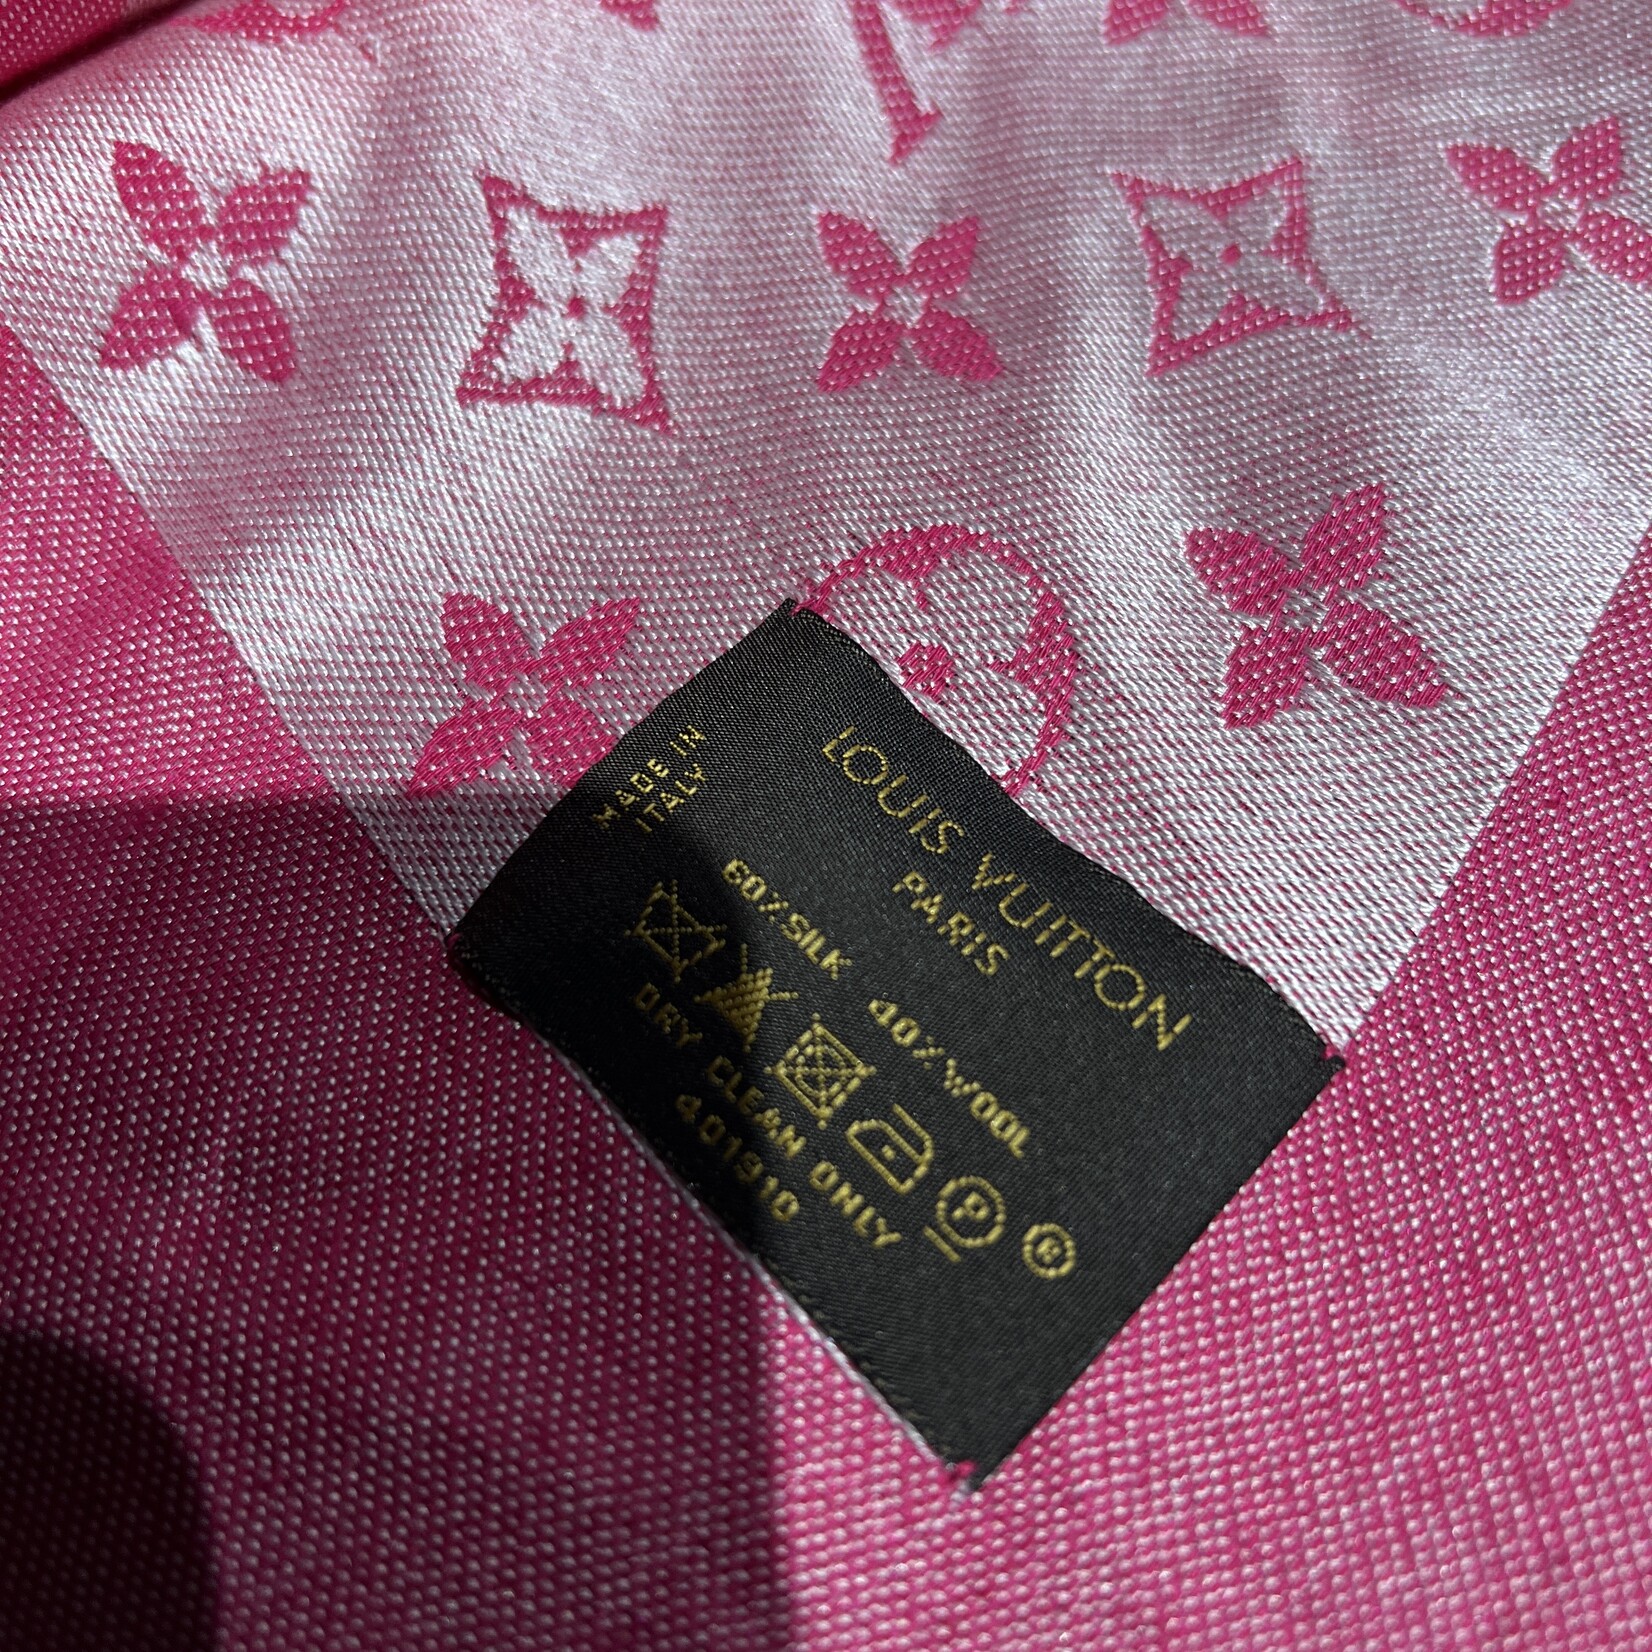 LOUIS VUITTON
PARIS
MADE IN
ITALY
60%SILK 40%WOOL
P ®
DRY CLEAN ONLY
401910